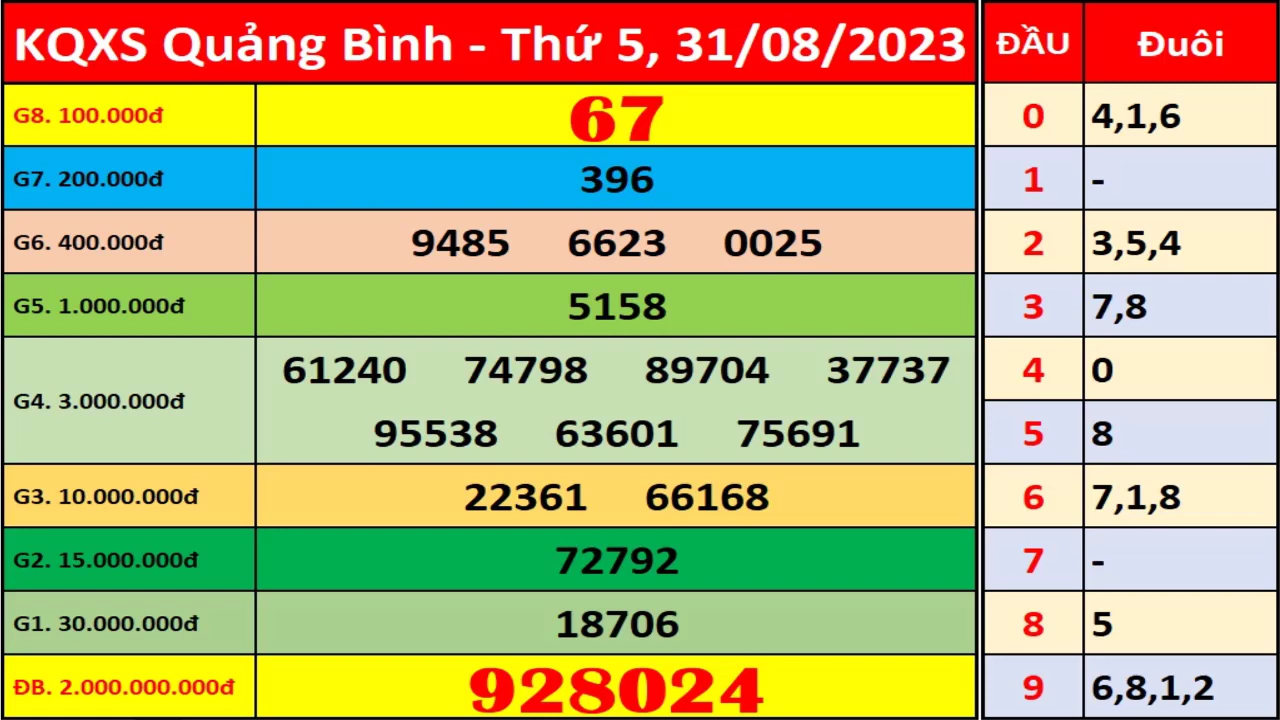 KQXS Quảng Bình - Thứ 5, 31/08/2023
G8. 100.000đ 67
G7. 200.000đ 396
G6. 400.000đ 9485 6623 0025
G5. 1.000.000đ 5158
G4. 3.000.000đ 61240 74798 89704 37737
95538 63601 75691
G3. 10.000.000đ 22361 66168
G2. 15.000.000đ 72792
G1. 30.000.000đ 18706
ĐB. 2.000.000.000đ 928024
ĐẦU Đuôi
0 4,1,6
1 -
2 3,5,4
3 7,8
4 0
5 8
6 7,1,8
7 -
8 5
9 6,8,1,2